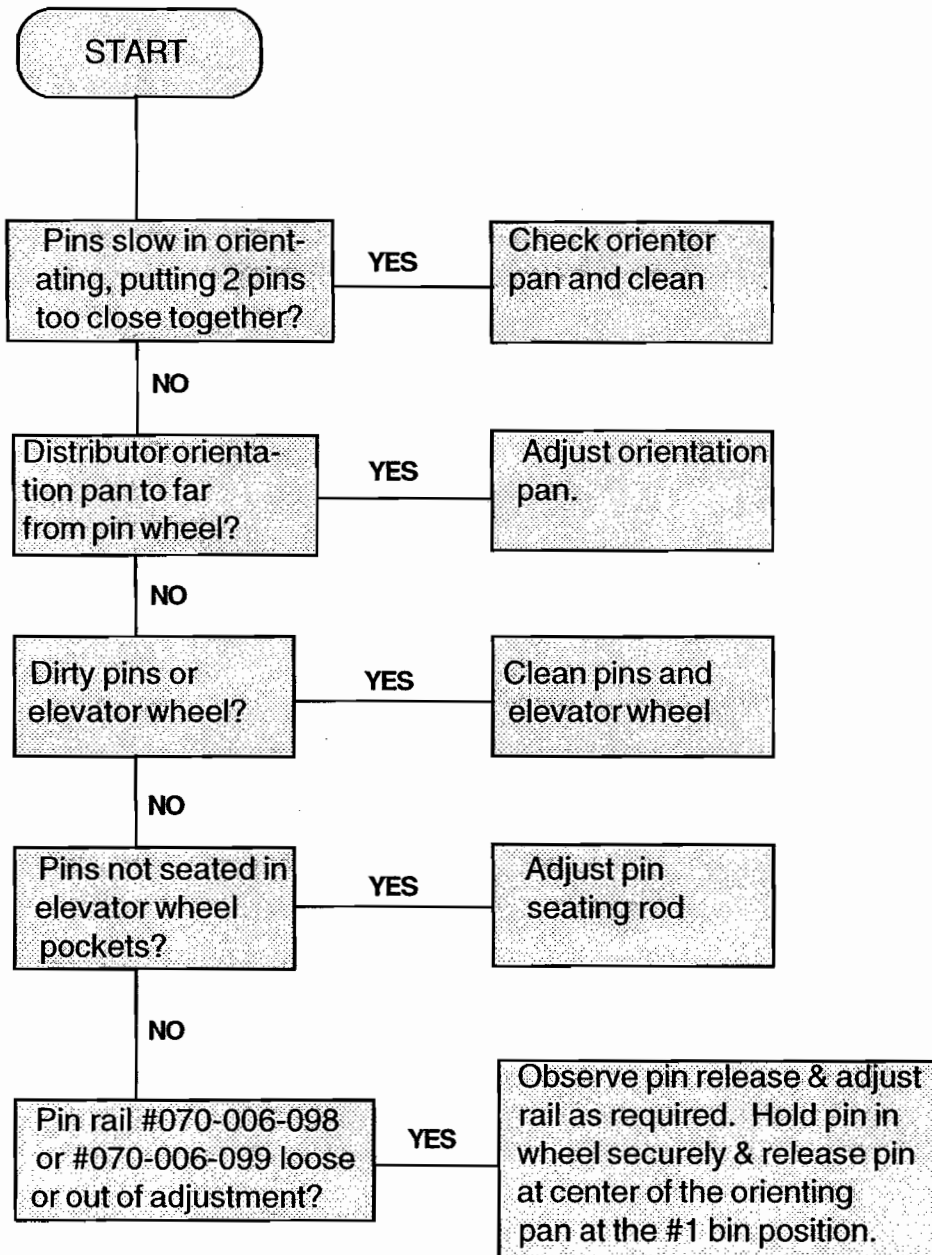 START
Pins slow in orient-
ating, putting 2 pins
too close together?
YES
Check orientor
pan and clean
NO
Distributor orienta-
tion pan to far
from pin wheel?
YES
Adjust orientation
pan.
NO
Dirty pins or
elevator wheel?
YES
Clean pins and
elevator wheel
NO
Pins not seated in
elevator wheel
pockets?
YES
Adjust pin
seating rod
NO
Pin rail #070-006-098
or #070-006-099 loose
or out of adjustment?
YES
Observe pin release & adjust
rail as required. Hold pin in
wheel securely & release pin
at center of the orienting
pan at the #1 bin position.